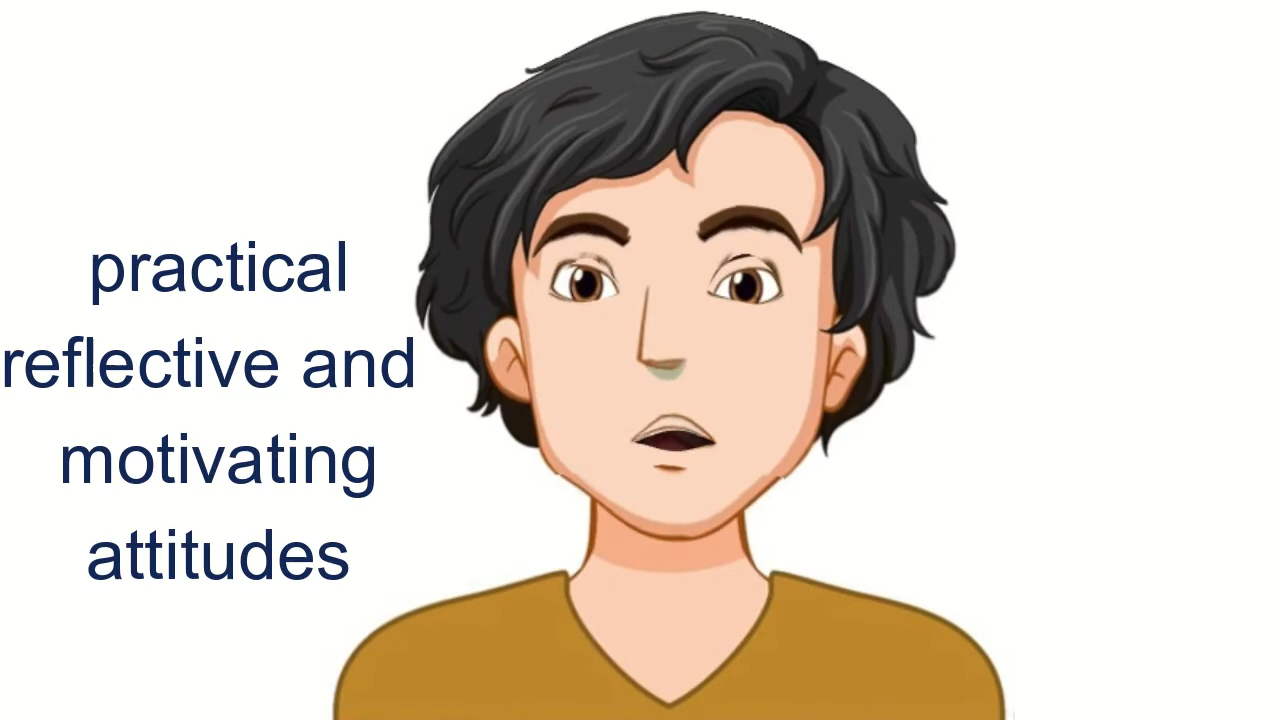 practical
reflective and
motivating
attitudes